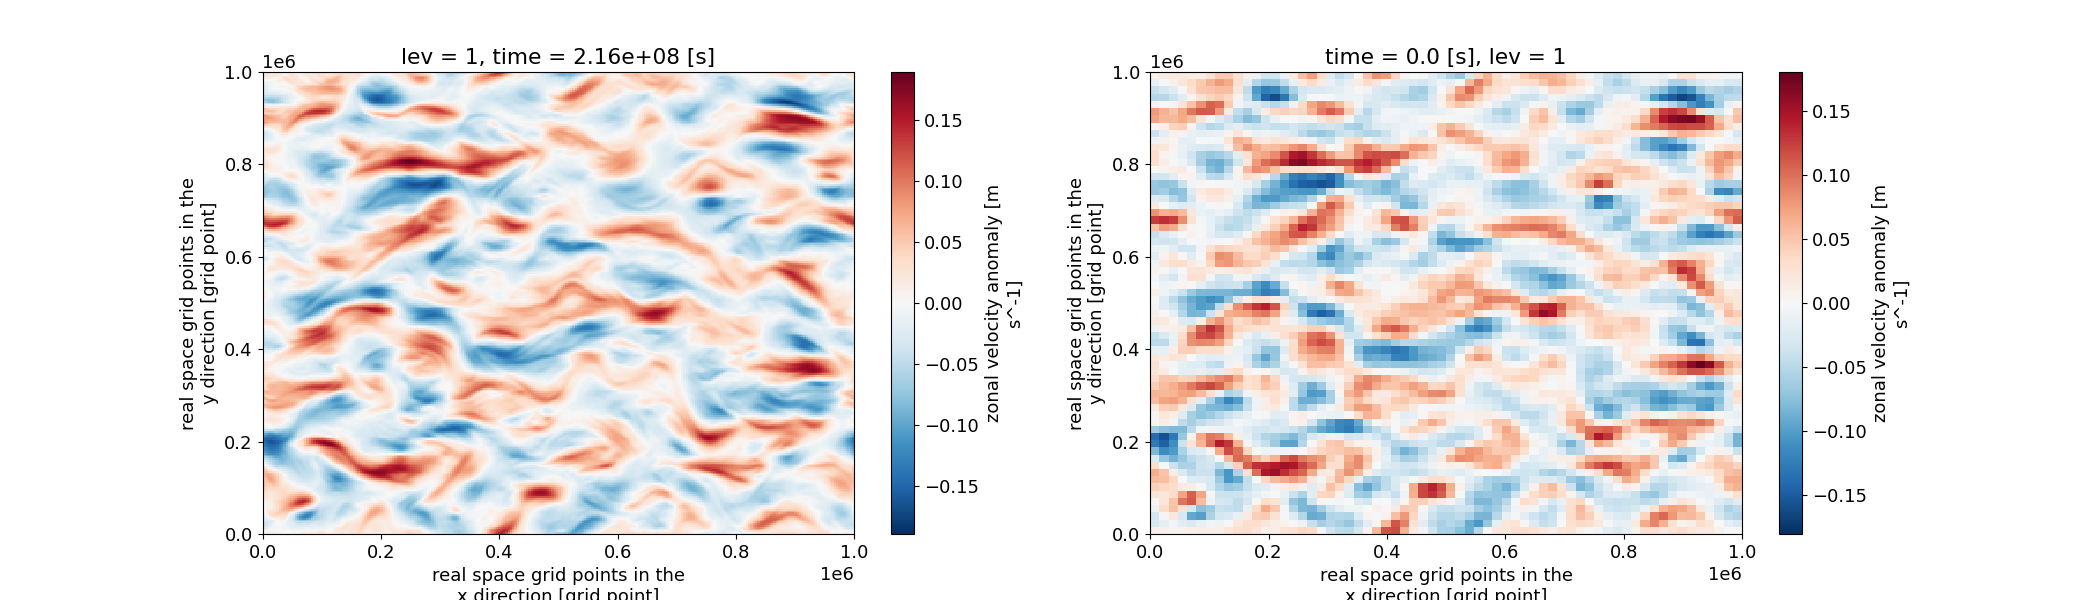 lev = 1, time = 2.16e+08 [s]
1e6
1.0
0.8
0.6
0.4
0.2
0.0
real space grid points in the
y direction [grid point]
0.0 0.2 0.4 0.6 0.8 1.0
1e6
real space grid points in the
x direction [grid point]
0.15
0.10
0.05
0.00
−0.05
−0.10
−0.15
zonal velocity anomaly [m
s^-1]
time = 0.0 [s], lev = 1
1e6
1.0
0.8
0.6
0.4
0.2
0.0
real space grid points in the
y direction [grid point]
0.0 0.2 0.4 0.6 0.8 1.0
1e6
real space grid points in the
x direction [grid point]
0.15
0.10
0.05
0.00
−0.05
−0.10
−0.15
zonal velocity anomaly [m
s^-1]